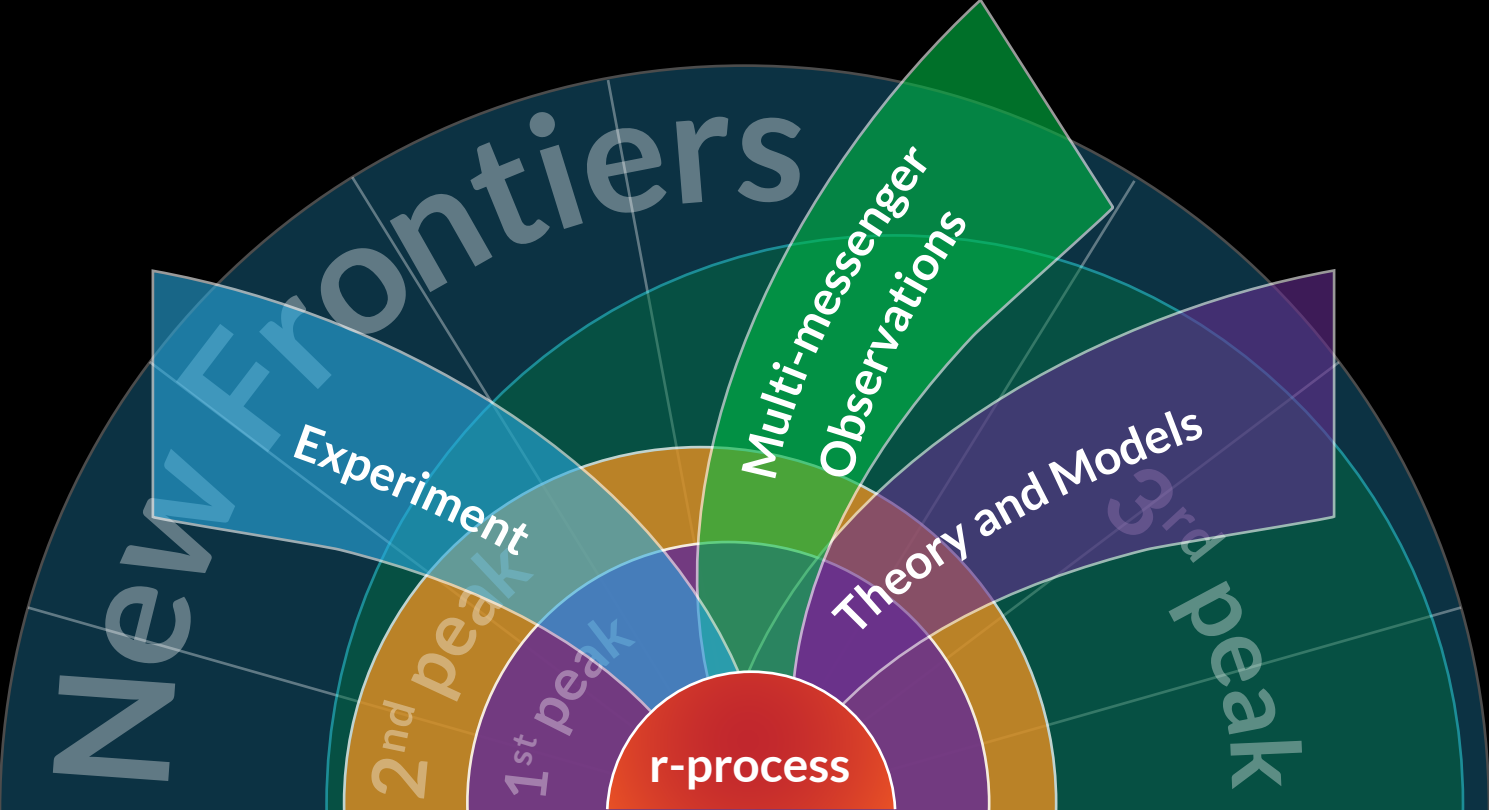 New Frontiers
Multi-messenger
Observations
Experiment
Theory and Models
3rd peak
2nd peak
1st peak
r-process